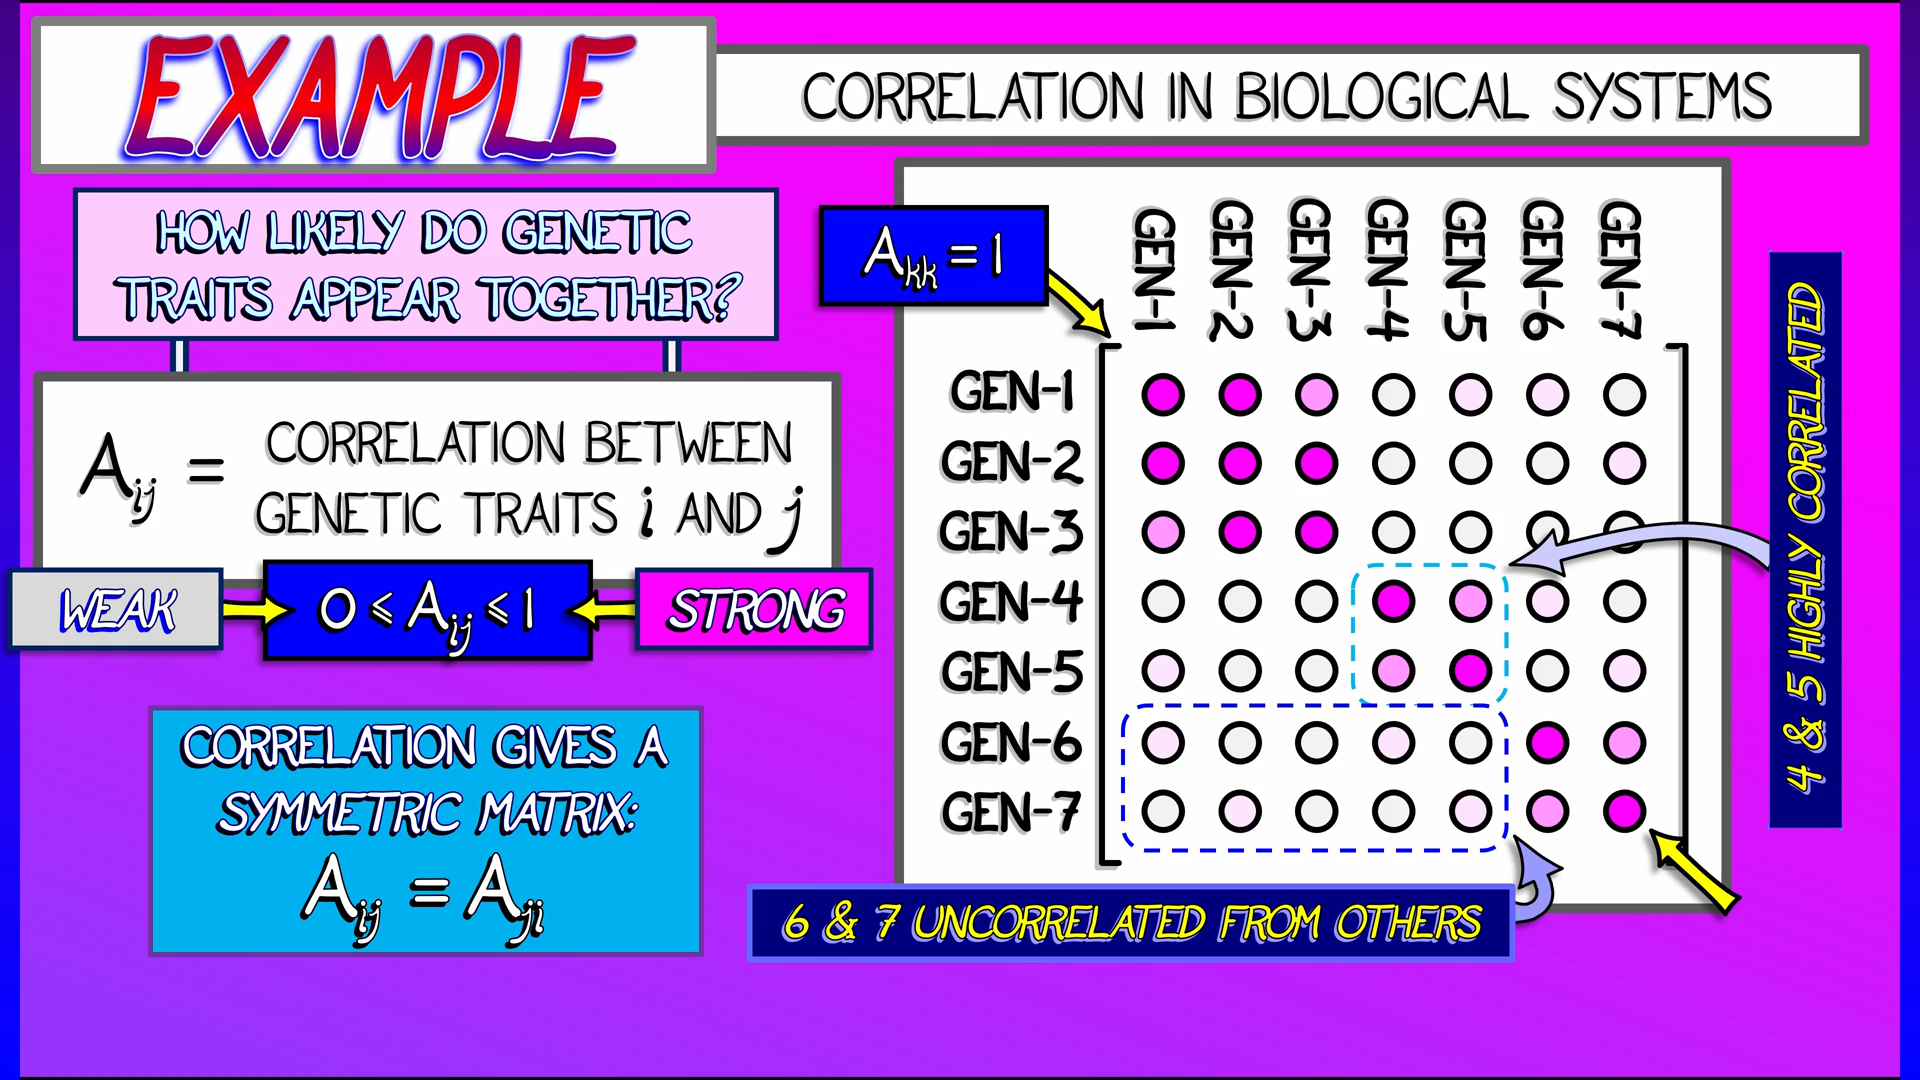 EXAMPLE
CORRELATION IN BIOLOGICAL SYSTEMS
HOW LIKELY DO GENETIC
TRAITS APPEAR TOGETHER?
Aij = CORRELATION BETWEEN
GENETIC TRAITS i AND j
WEAK
0 ≤ Aij ≤ 1
STRONG
CORRELATION GIVES A
SYMMETRIC MATRIX:
Aij = Aji
Akk = 1
GEN-1 GEN-2 GEN-3 GEN-4 GEN-5 GEN-6 GEN-7
GEN-1
GEN-2
GEN-3
GEN-4
GEN-5
GEN-6
GEN-7
4 & 5 HIGHLY CORRELATED
6 & 7 UNCORRELATED FROM OTHERS